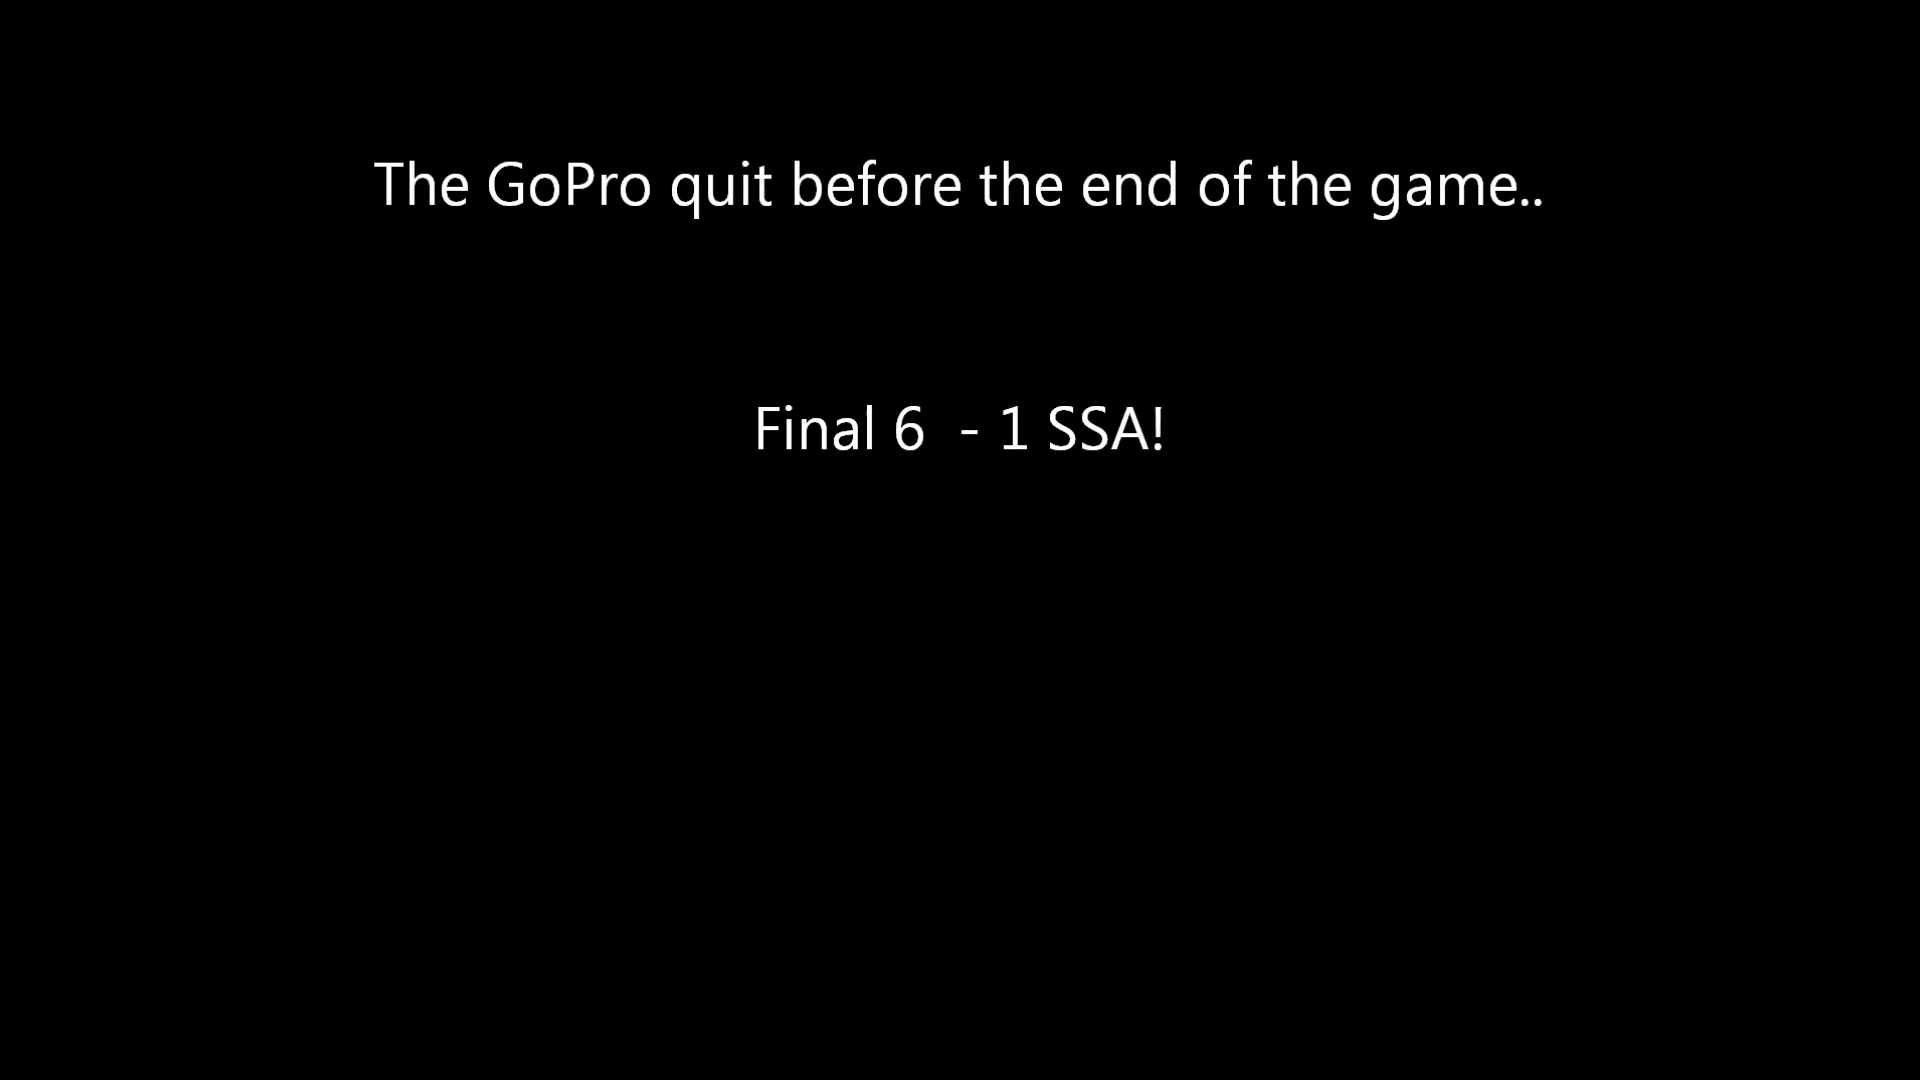 The GoPro quit before the end of the game..
Final 6  - 1 SSA!